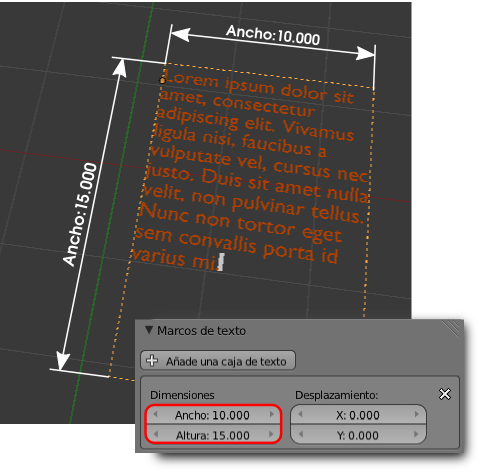 Ancho:10.000
Lorem ipsum dolor sit
amet, consectetur
adipiscing elit. Vivamus
ligula nisi, faucibus a
vulputate vel, cursus nec
justo. Duis sit amet nulla
velit, non pulvinar tellus.
Nunc non tortor eget
sem convallis porta id
varius mi.
Ancho:15.000
Marcos de texto
Añade una caja de texto
Dimensiones
Desplazamiento:
Ancho: 10.000
X: 0.000
Altura: 15.000
Y: 0.000